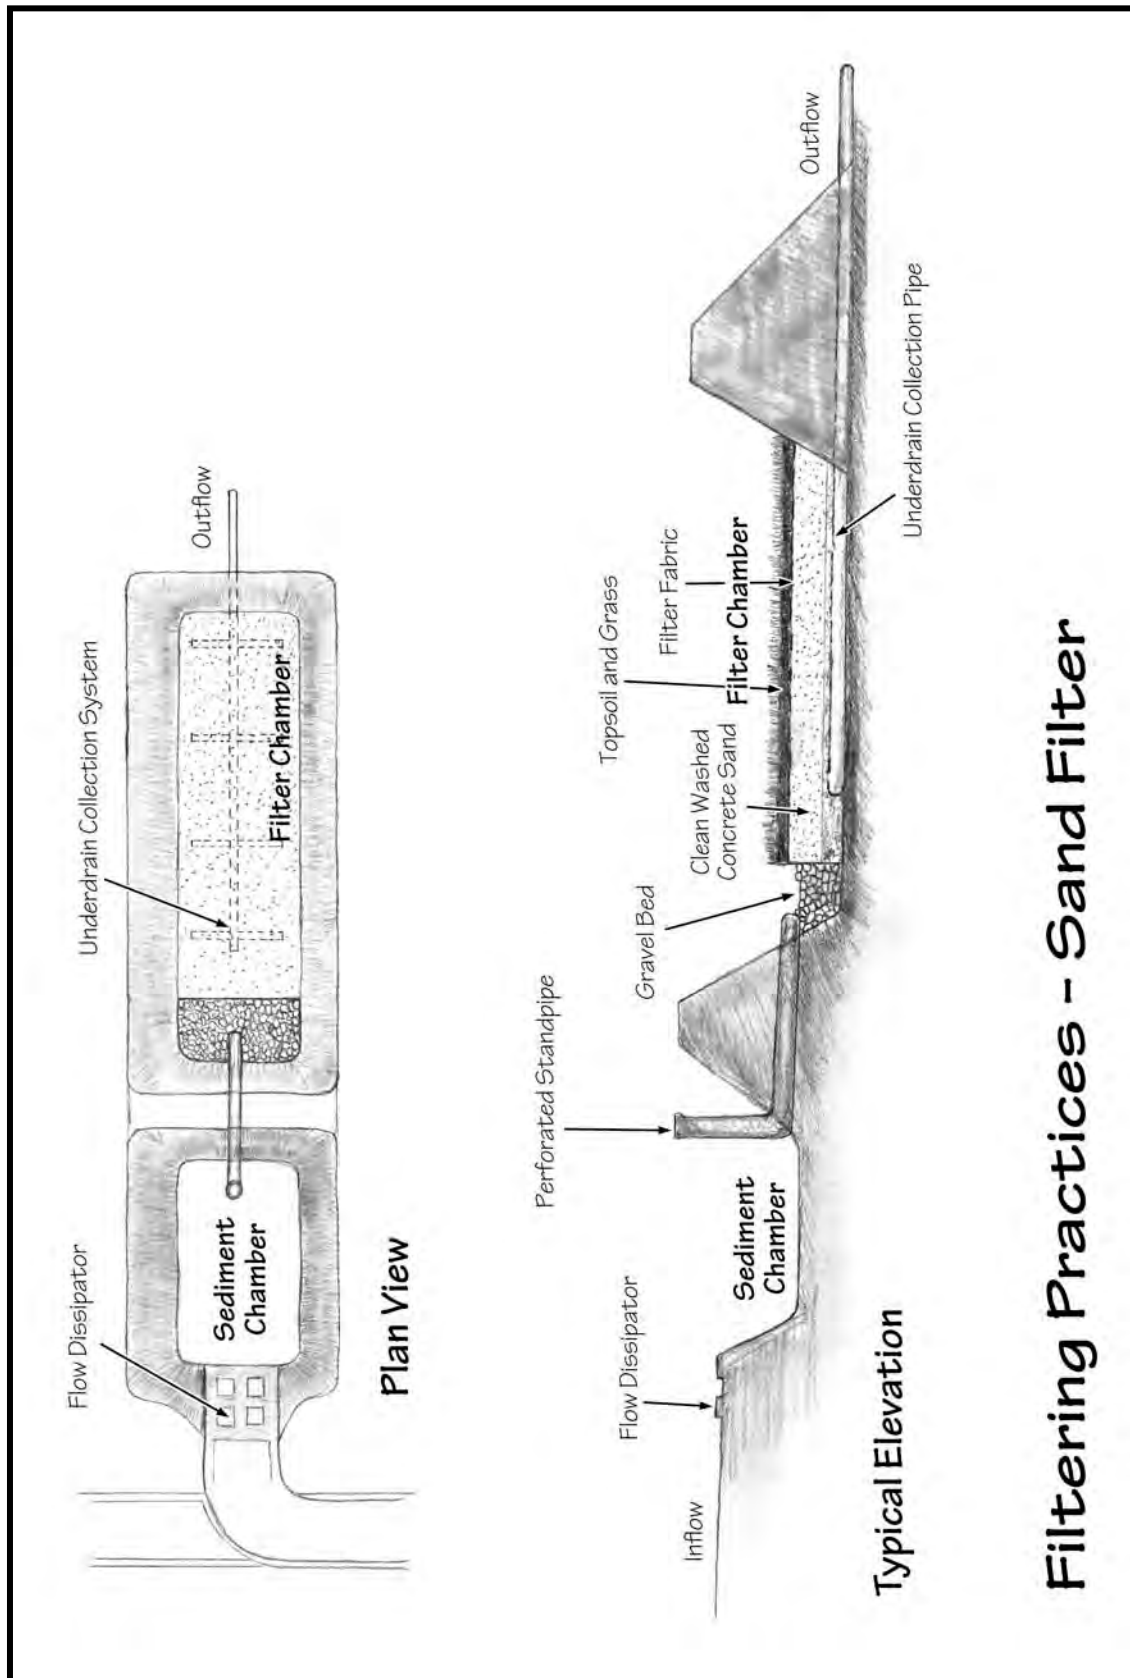 Flow Dissipator
Underdrain Collection System
Outflow
Sediment
Chamber
Filter Chamber
Plan View
Perforated Standpipe
Topsoil and Grass
Filter Fabric
Gravel Bed
Clean Washed
Concrete Sand
Filter Chamber
Outflow
Inflow
Flow Dissipator
Sediment
Chamber
Underdrain Collection Pipe
Typical Elevation
Filtering Practices - Sand Filter